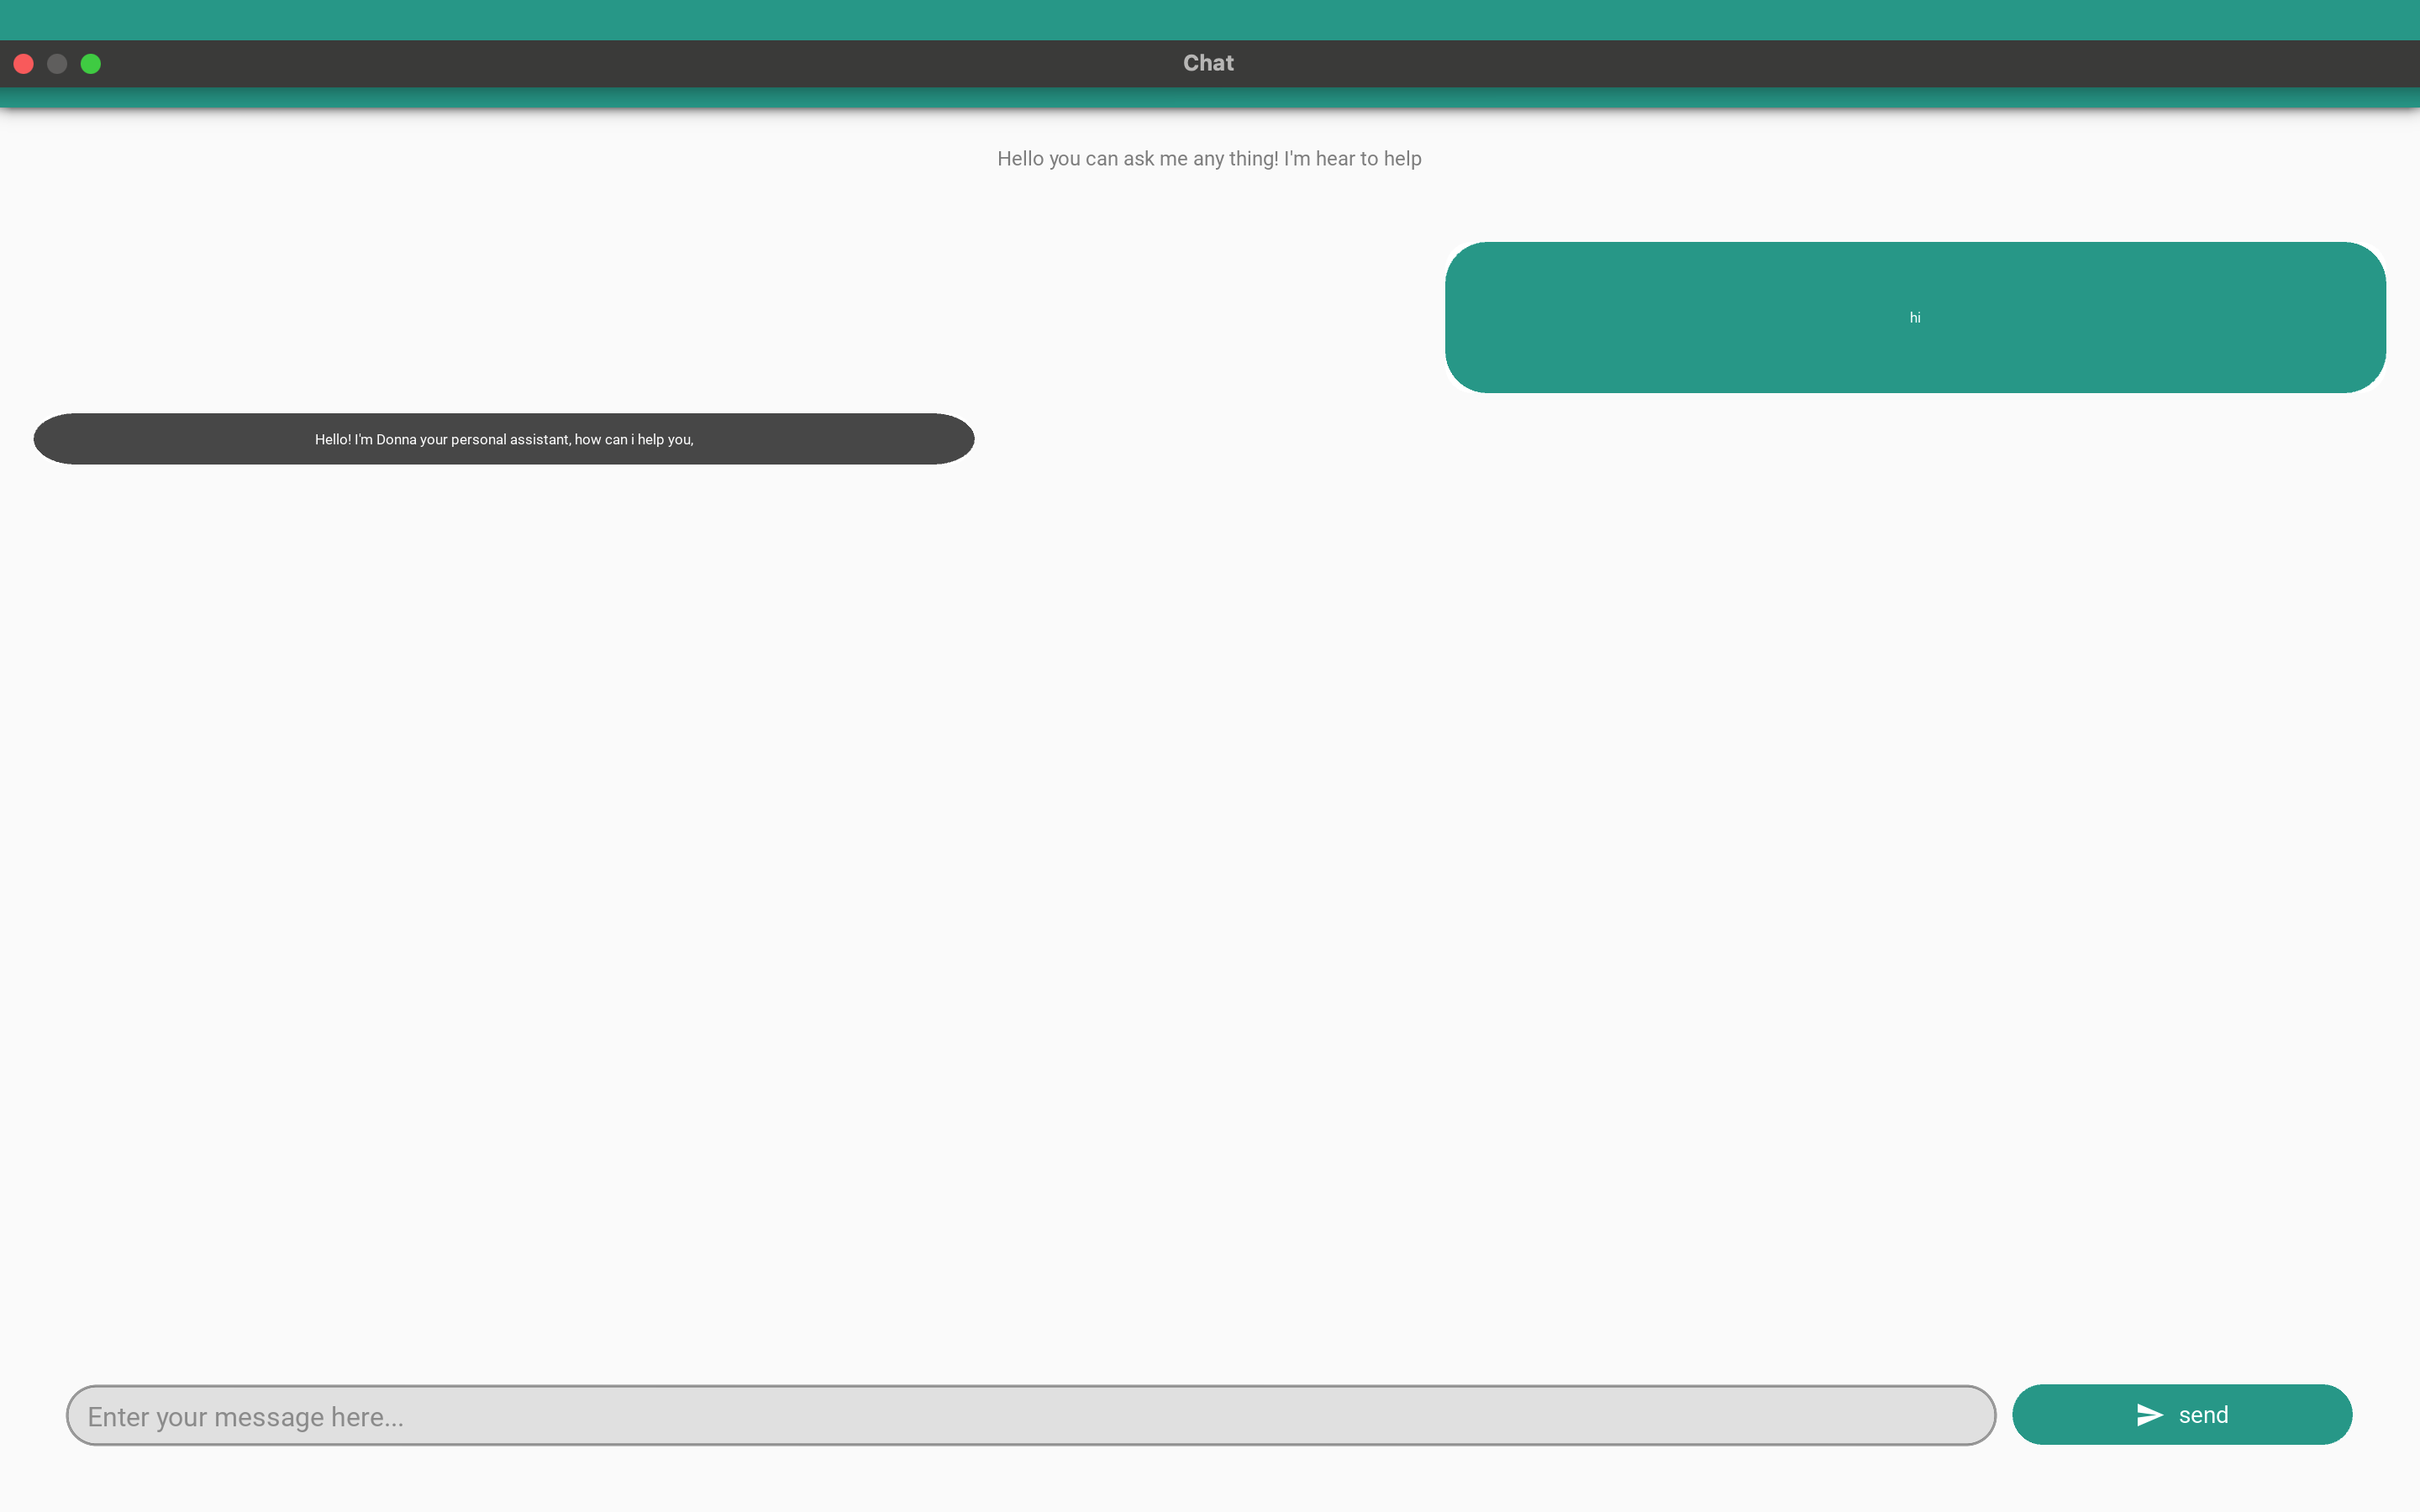 Chat
Hello you can ask me any thing! I'm hear to help
hi
Hello! I'm Donna your personal assistant, how can i help you,
Enter your message here...
send